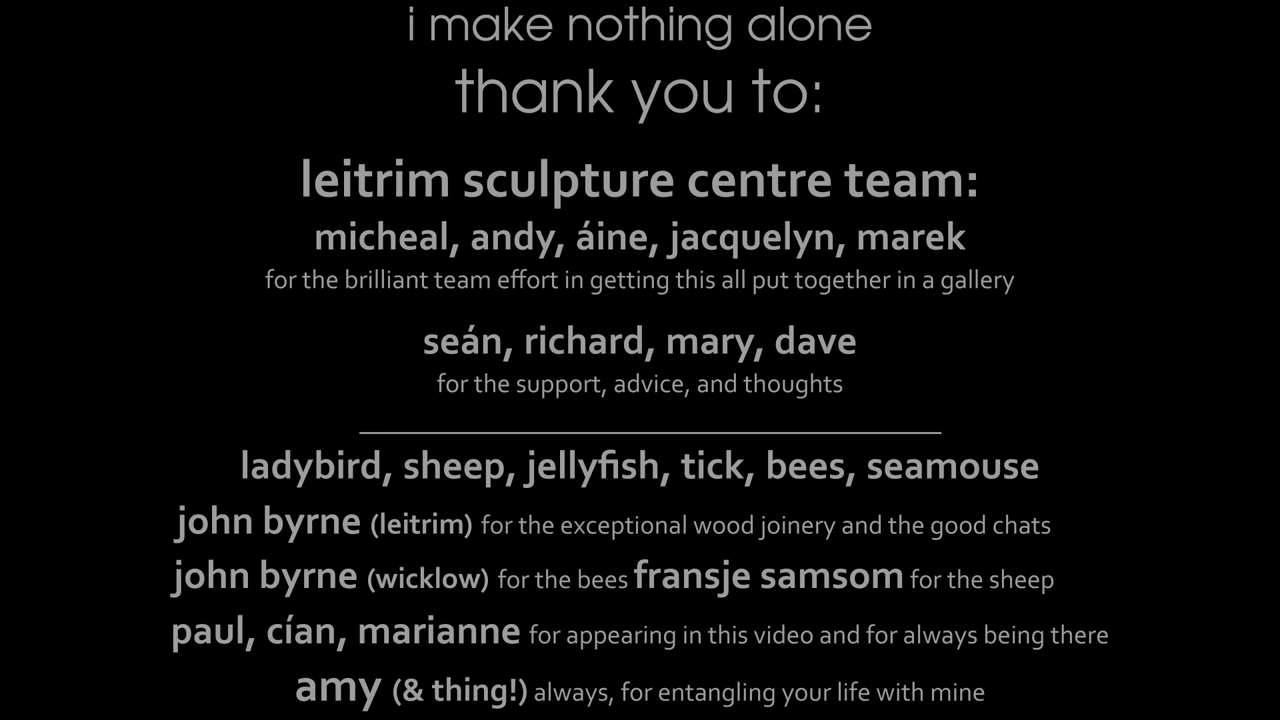 i make nothing alone
thank you to:
leitrim sculpture centre team:
micheal, andy, áine, jacquelyn, marek
for the brilliant team effort in getting this all put together in a gallery
seán, richard, mary, dave
for the support, advice, and thoughts
ladybird, sheep, jellyfish, tick, bees, seamouse
john byrne (leitrim) for the exceptional wood joinery and the good chats
john byrne (wicklow) for the bees fransje samsom for the sheep
paul, cían, marianne for appearing in this video and for always being there
amy (& thing!) always, for entangling your life with mine